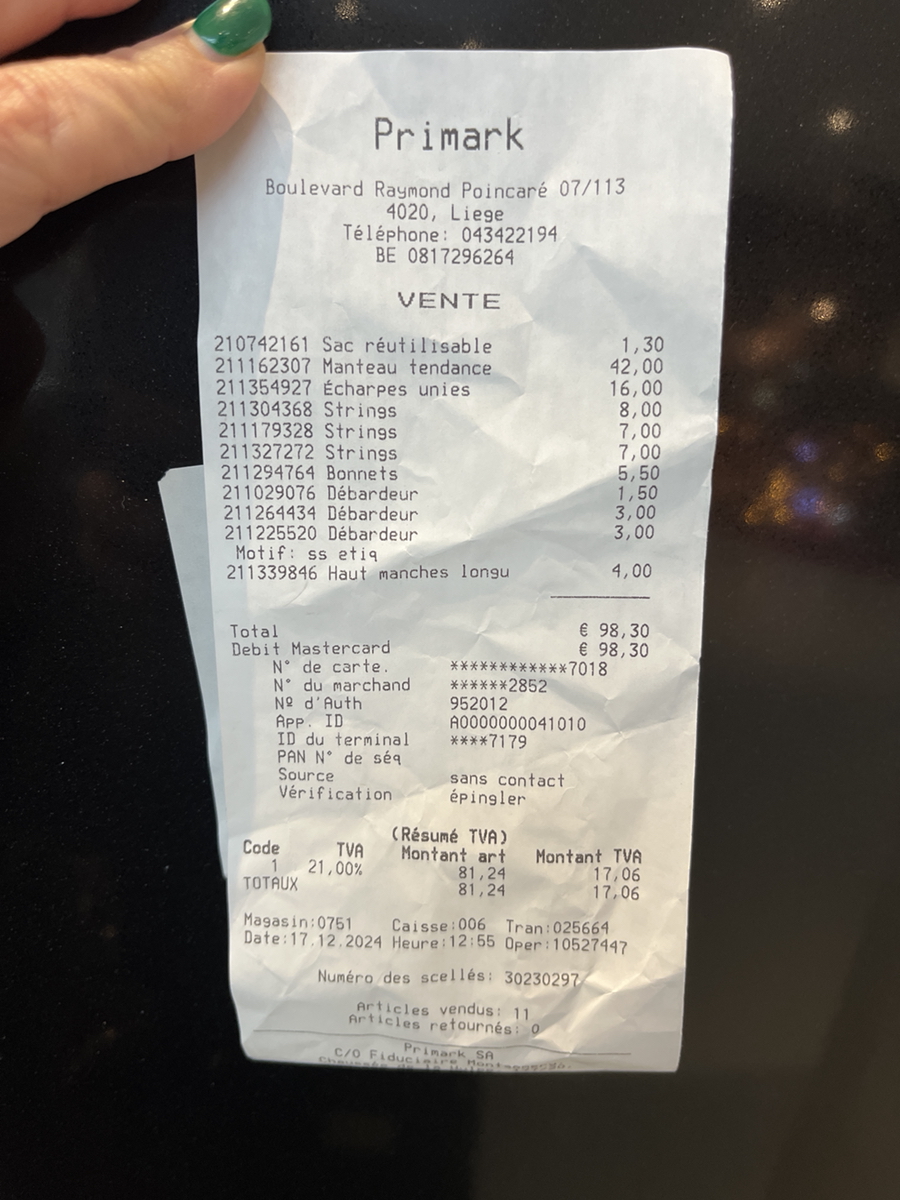 Primark
Boulevard Raymond Poincaré 07/113
4020, Liege
Téléphone: 043422194
BE 0817296264
VENTE
210742161 Sac réutilisable 1,30
211162307 Manteau tendance 42,00
211354927 Écharpes unies 16,00
211304368 Strings 8,00
211179328 Strings 7,00
211327272 Strings 7,00
211294764 Bonnets 5,50
211029076 Débardeur 1,50
211264434 Débardeur 3,00
211225520 Débardeur 3,00
Motif: ss etiq
211339846 Haut manches longu 4,00
Total € 98,30
Debit Mastercard € 98,30
N° de carte. ************7018
N° du marchand ******2852
Nº d'Auth 952012
App. ID A0000000041010
ID du terminal ****7179
PAN N° de séq
Source sans contact
Vérification épingler
(Résumé TVA)
Code TVA Montant art Montant TVA
1 21,00% 81,24 17,06
TOTAUX 81,24 17,06
Magasin:0751 Caisse:006 Tran:025664
Date:17.12.2024 Heure:12:55 Oper:10527447
Numéro des scellés: 30230297
Articles vendus: 11
Articles retournés: 0
Primark SA
C/O Fiduciaire